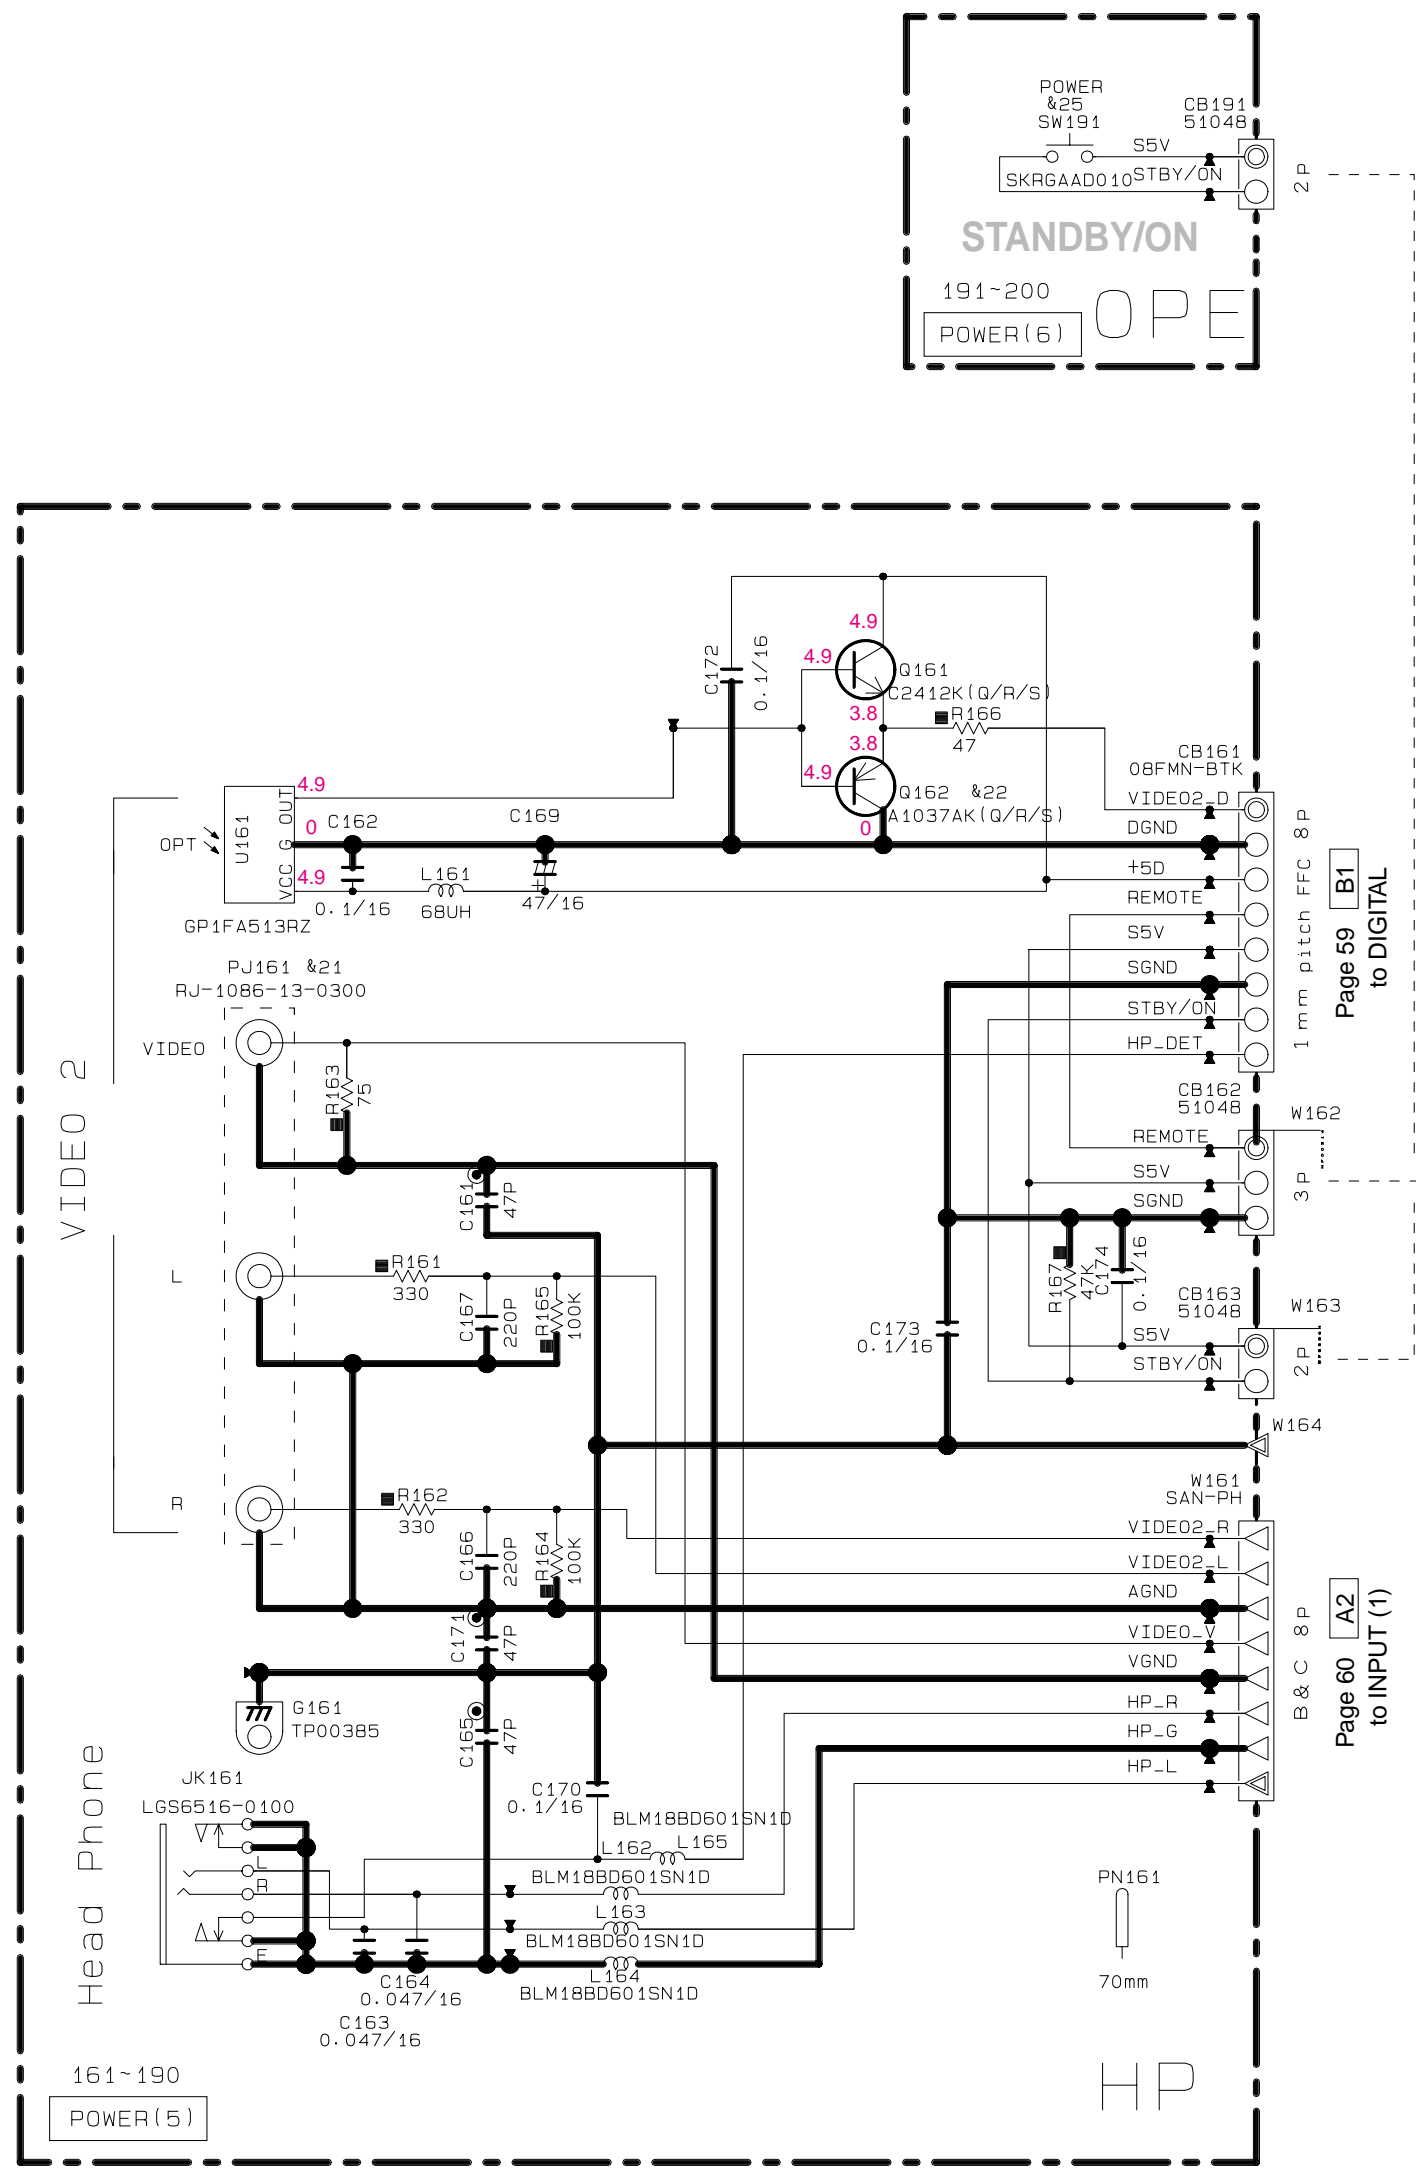 POWER
&25
SW191
CB191
51048
S5V
SKRGAAD010
STBY/ON
2P
STANDBY/ON
191~200
POWER(6)
OPE
4.9
4.9
Q161
C2412K(Q/R/S)
C172
0.1/16
3.8
R166
47
3.8
4.9
Q162 &22
A1037AK(Q/R/S)
0
CB161
08FMN-BTK
VIDEO2_D
DGND
+5D
REMOTE
S5V
SGND
STBY/ON
HP_DET
1mm pitch FFC 8P
Page 59 B1
to DIGITAL
OPT
U161
OUT
G
VCC
4.9
0
4.9
GP1FA513RZ
C162
0.1/16
L161
68UH
C169
+
47/16
PJ161 &21
RJ-1086-13-0300
VIDEO 2
VIDEO
R163
75
C161
47P
L
R161
330
C167
220P
R165
100K
R
R162
330
C166
220P
R164
100K
C171
47P
C165
47P
CB162
51048
W162
REMOTE
S5V
SGND
3P
R167
47K
C174
0.1/16
CB163
51048
W163
S5V
STBY/ON
2P
C173
0.1/16
W164
W161
SAN-PH
VIDEO2_R
VIDEO2_L
AGND
VIDEO_V
VGND
HP_R
HP_G
HP_L
B&C 8P
Page 60 A2
to INPUT (1)
G161
TP00385
Head Phone
JK161
LGS6516-0100
L
R
E
C170
0.1/16
BLM18BD601SN1D
L162
L165
BLM18BD601SN1D
L163
BLM18BD601SN1D
L164
BLM18BD601SN1D
C164
0.047/16
C163
0.047/16
PN161
70mm
161~190
POWER(5)
HP